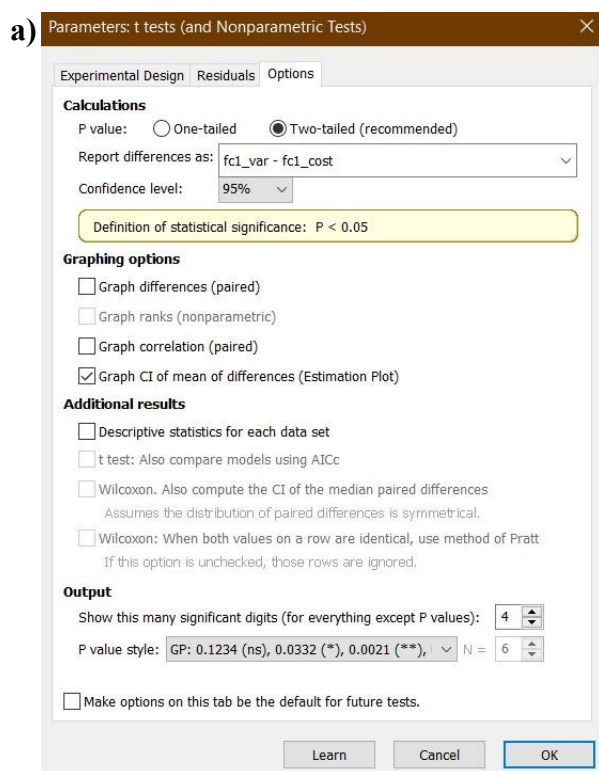 a)
Parameters: t tests (and Nonparametric Tests)
Experimental Design Residuals Options
Calculations
P value: One-tailed Two-tailed (recommended)
Report differences as: fc1_var - fc1_cost
Confidence level: 95%
Definition of statistical significance: P < 0.05
Graphing options
Graph differences (paired)
Graph ranks (nonparametric)
Graph correlation (paired)
Graph CI of mean of differences (Estimation Plot)
Additional results
Descriptive statistics for each data set
t test: Also compare models using AICc
Wilcoxon. Also compute the CI of the median paired differences
Assumes the distribution of paired differences is symmetrical.
Wilcoxon: When both values on a row are identical, use method of Pratt
If this option is unchecked, those rows are ignored.
Output
Show this many significant digits (for everything except P values): 4
P value style: GP: 0.1234 (ns), 0.0332 (*), 0.0021 (**), N = 6
Make options on this tab be the default for future tests.
Learn Cancel OK